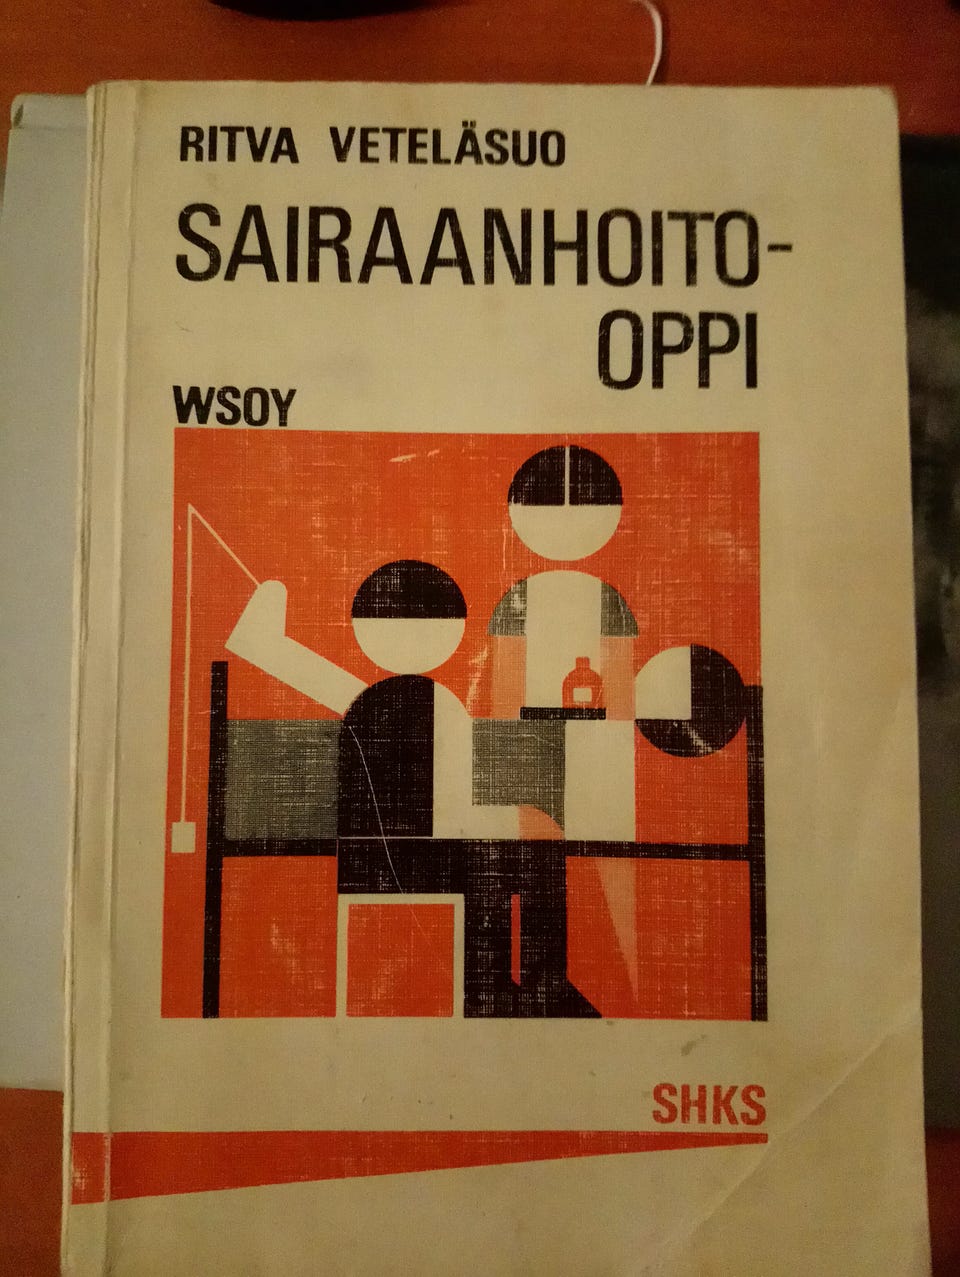 RITVA VETELÄSUO
SAIRAANHOITO-
OPPI
WSOY
SHKS